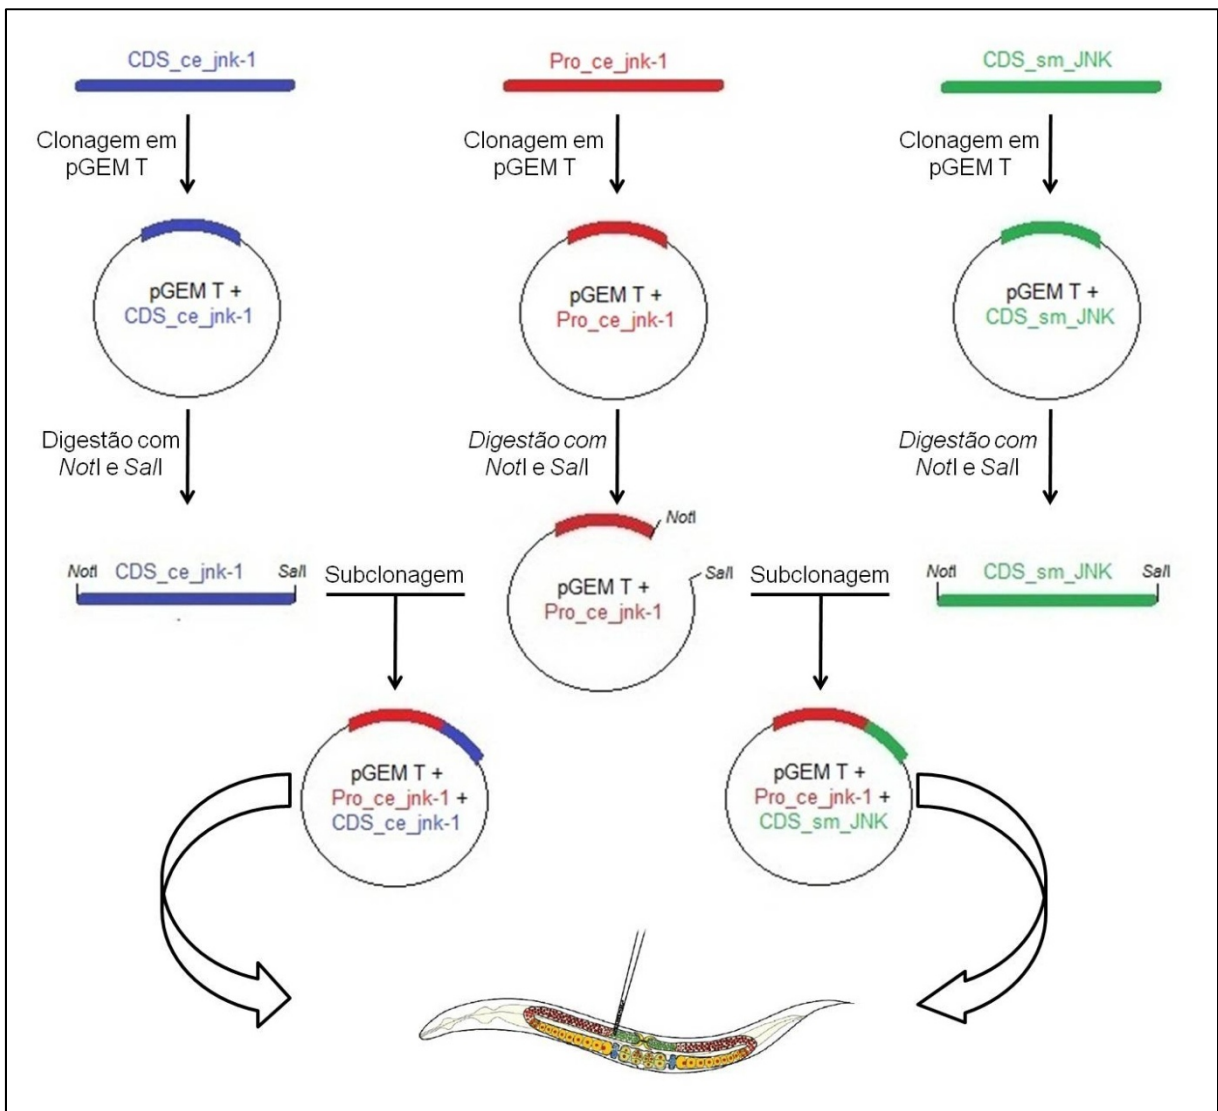 CDS_ce_jnk-1
Pro_ce_jnk-1
CDS_sm_JNK
Clonagem em
pGEM T
Clonagem em
pGEM T
Clonagem em
pGEM T
pGEM T +
CDS_ce_jnk-1
pGEM T +
Pro_ce_jnk-1
pGEM T +
CDS_sm_JNK
Digestão com
NotI e SalI
Digestão com
NotI e SalI
Digestão com
NotI e SalI
NotI CDS_ce_jnk-1 SalI
Subclonagem
NotI
SalI
pGEM T +
Pro_ce_jnk-1
Subclonagem
NotI CDS_sm_JNK SalI
pGEM T +
Pro_ce_jnk-1 +
CDS_ce_jnk-1
pGEM T +
Pro_ce_jnk-1 +
CDS_sm_JNK